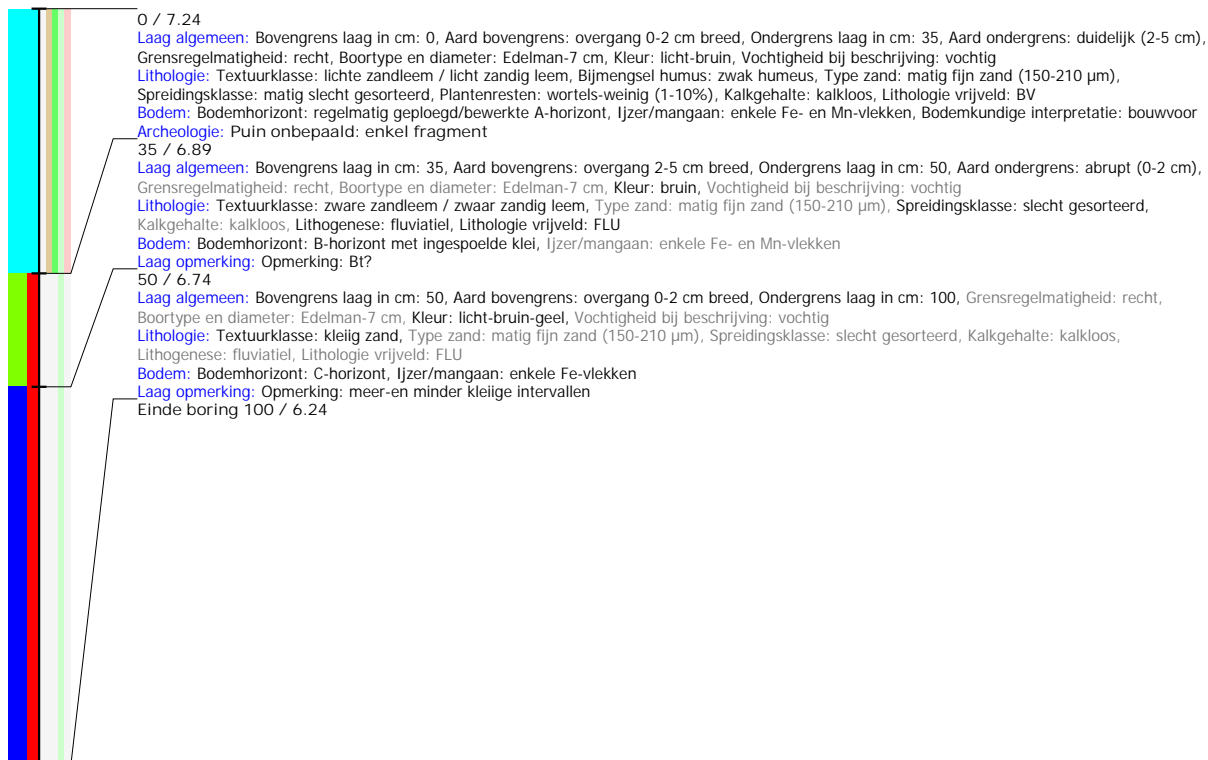 0 / 7.24
Laag algemeen: Bovengrens laag in cm: 0, Aard bovengrens: overgang 0-2 cm breed, Ondergrens laag in cm: 35, Aard ondergrens: duidelijk (2-5 cm),
Grensregelmatigheid: recht, Boortype en diameter: Edelman-7 cm, Kleur: licht-bruin, Vochtigheid bij beschrijving: vochtig
Lithologie: Textuurklasse: lichte zandleem / licht zandig leem, Bijmengsel humus: zwak humeus, Type zand: matig fijn zand (150-210 µm),
Spreidingsklasse: matig slecht gesorteerd, Plantenresten: wortels-weinig (1-10%), Kalkgehalte: kalkloos, Lithologie vrijveld: BV
Bodem: Bodemhorizont: regelmatig geploegd/bewerkte A-horizont, Ijzer/mangaan: enkele Fe- en Mn-vlekken, Bodemkundige interpretatie: bouwvoor
Archeologie: Puin onbepaald: enkel fragment
35 / 6.89
Laag algemeen: Bovengrens laag in cm: 35, Aard bovengrens: overgang 2-5 cm breed, Ondergrens laag in cm: 50, Aard ondergrens: abrupt (0-2 cm),
Grensregelmatigheid: recht, Boortype en diameter: Edelman-7 cm, Kleur: bruin, Vochtigheid bij beschrijving: vochtig
Lithologie: Textuurklasse: zware zandleem / zwaar zandig leem, Type zand: matig fijn zand (150-210 µm), Spreidingsklasse: slecht gesorteerd,
Kalkgehalte: kalkloos, Lithogenese: fluviatiel, Lithologie vrijveld: FLU
Bodem: Bodemhorizont: B-horizont met ingespoelde klei, Ijzer/mangaan: enkele Fe- en Mn-vlekken
Laag opmerking: Opmerking: Bt?
50 / 6.74
Laag algemeen: Bovengrens laag in cm: 50, Aard bovengrens: overgang 0-2 cm breed, Ondergrens laag in cm: 100, Grensregelmatigheid: recht,
Boortype en diameter: Edelman-7 cm, Kleur: licht-bruin-geel, Vochtigheid bij beschrijving: vochtig
Lithologie: Textuurklasse: kleiig zand, Type zand: matig fijn zand (150-210 µm), Spreidingsklasse: slecht gesorteerd, Kalkgehalte: kalkloos,
Lithogenese: fluviatiel, Lithologie vrijveld: FLU
Bodem: Bodemhorizont: C-horizont, Ijzer/mangaan: enkele Fe-vlekken
Laag opmerking: Opmerking: meer-en minder kleiige intervallen
Einde boring 100 / 6.24